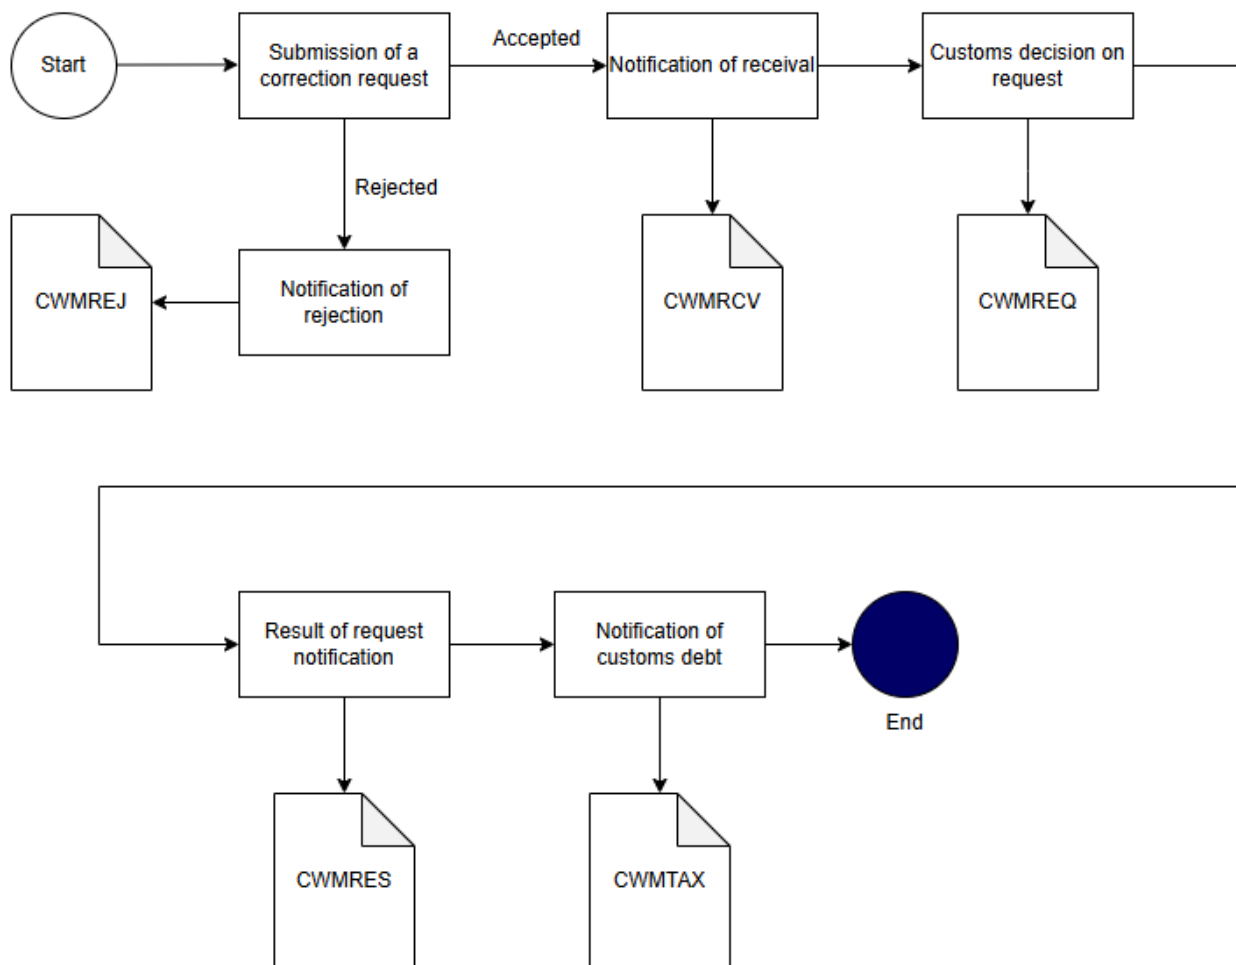 Start
Submission of a
correction request
Accepted
Notification of receival
Customs decision on
request
Rejected
CWMREJ
Notification of
rejection
CWMRCV
CWMREQ
Result of request
notification
Notification of
customs debt
End
CWMRES
CWMTAX